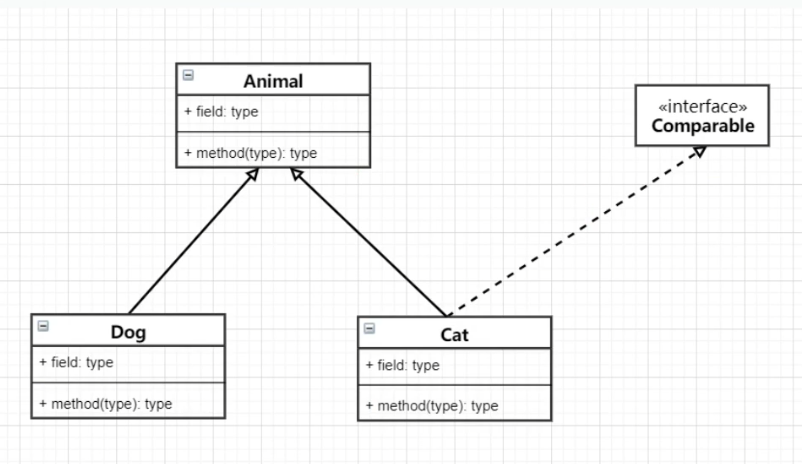 Animal
+ field: type
+ method(type): type
«interface»
Comparable
Dog
+ field: type
+ method(type): type
Cat
+ field: type
+ method(type): type